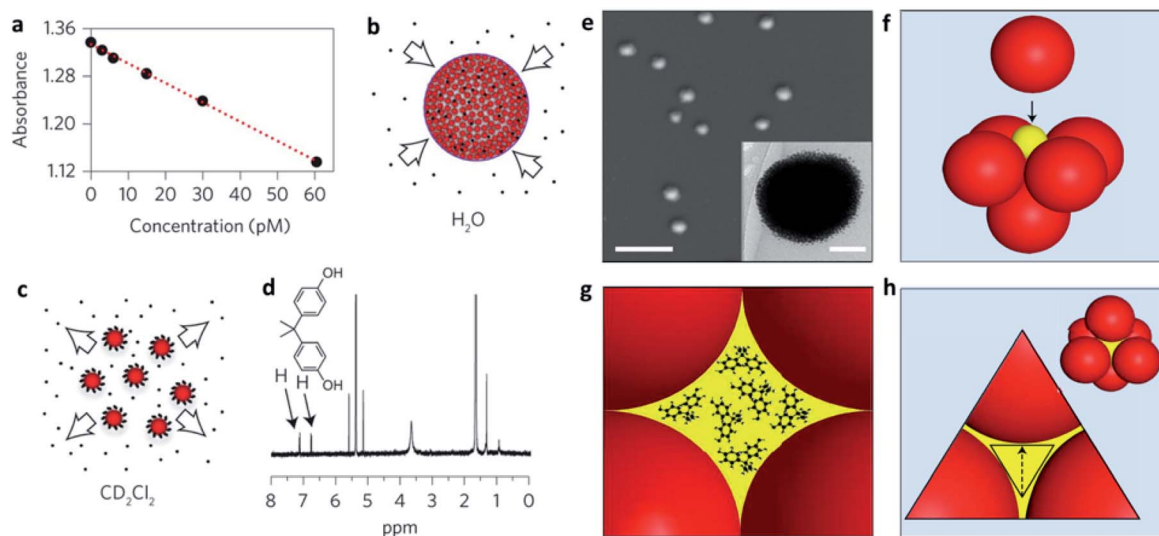 a
1.36
1.28
1.20
1.12
Absorbance
0 10 20 30 40 50 60
Concentration (pM)
b
H₂O
c
CD₂Cl₂
d
OH
OH
H H
8 7 6 5 4 3 2 1 0
ppm
e
f
g
h